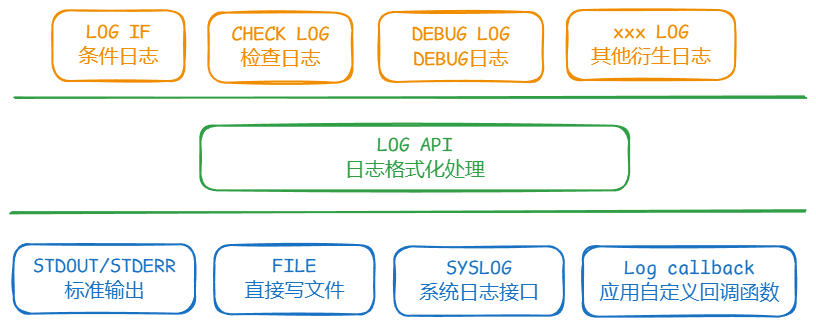 LOG IF
条件日志
CHECK LOG
检查日志
DEBUG LOG
DEBUG日志
xxx LOG
其他衍生日志
LOG API
日志格式化处理
STDOUT/STDERR
标准输出
FILE
直接写文件
SYSLOG
系统日志接口
Log callback
应用自定义回调函数